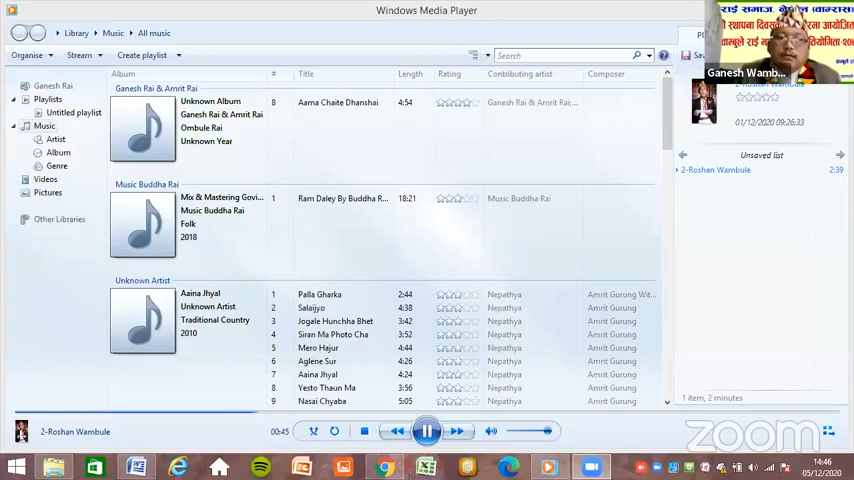 Windows Media Player
राई समाज, नेपाल (वाम्रास)
Library ▸ Music ▸ All music
Organise Stream Create playlist
Search
Ganesh Wamb...
Album # Title Length Rating Contributing artist Composer
Ganesh Rai
Playlists
Untitled playlist
Music
Artist
Album
Genre
Videos
Pictures
Other Libraries
Ganesh Rai & Amrit Rai
Unknown Album 8 Aama Chaite Dhanshai 4:54 Ganesh Rai & Amrit Rai;...
Ganesh Rai & Amrit Rai
Ombule Rai
Unknown Year
Music Buddha Rai
Mix & Mastering Govi... 1 Ram Daley By Buddha R... 18:21 Music Buddha Rai
Music Buddha Rai
Folk
2018
Unknown Artist
Aaina Jhyal
Unknown Artist
Traditional Country
2010
1 Palla Gharka 2:44 Nepathya Amrit Gurung Wit...
2 Salaijyo 4:38 Nepathya Amrit Gurung
3 Jogale Hunchha Bhet 3:42 Nepathya Amrit Gurung
4 Siran Ma Photo Cha 3:52 Nepathya Amrit Gurung
5 Mero Hajur 4:44 Nepathya Amrit Gurung
6 Aglene Sur 4:26 Nepathya Amrit Gurung
7 Aaina Jhyal 4:24 Nepathya Amrit Gurung
8 Yesto Thaun Ma 3:56 Nepathya Amrit Gurung
9 Nasai Chyaba 5:05 Nepathya Amrit Gurung
2-Roshan Wambule
01/12/2020 09:26:33
Unsaved list
2-Roshan Wambule 2:39
1 item, 2 minutes
2-Roshan Wambule 00:45
zoom
14:46
05/12/2020